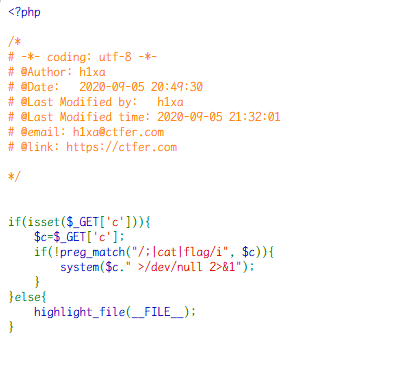 <?php
/*
# -*- coding: utf-8 -*-
# @Author: h1xa
# @Date:   2020-09-05 20:49:30
# @Last Modified by:   h1xa
# @Last Modified time: 2020-09-05 21:32:01
# @email: h1xa@ctfer.com
# @link: https://ctfer.com
*/
if(isset($_GET['c'])){
    $c=$_GET['c'];
    if(!preg_match("/;|cat|flag/i", $c)){
        system($c." >/dev/null 2>&1");
    }
}else{
    highlight_file(__FILE__);
}